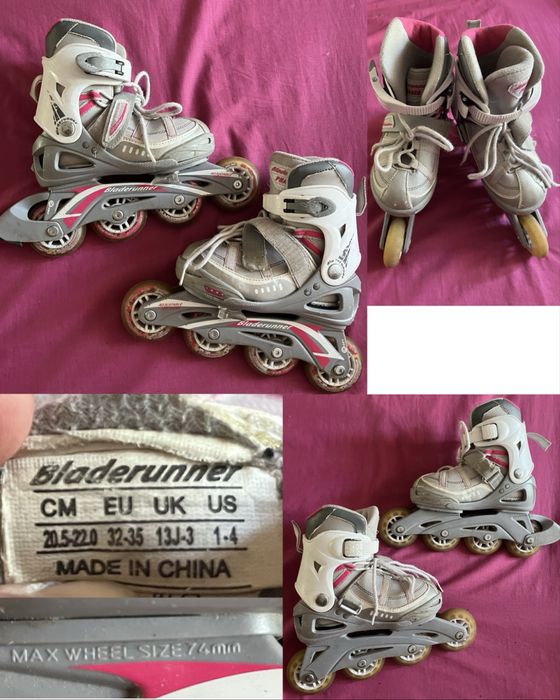 Bladerunner
Bladerunner
Bladerunner
CM EU UK US
20.5-22.0 32-35 13J-3 1-4
MADE IN CHINA
MAX WHEEL SIZE 74mm